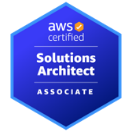 aws
certified
Solutions
Architect
ASSOCIATE